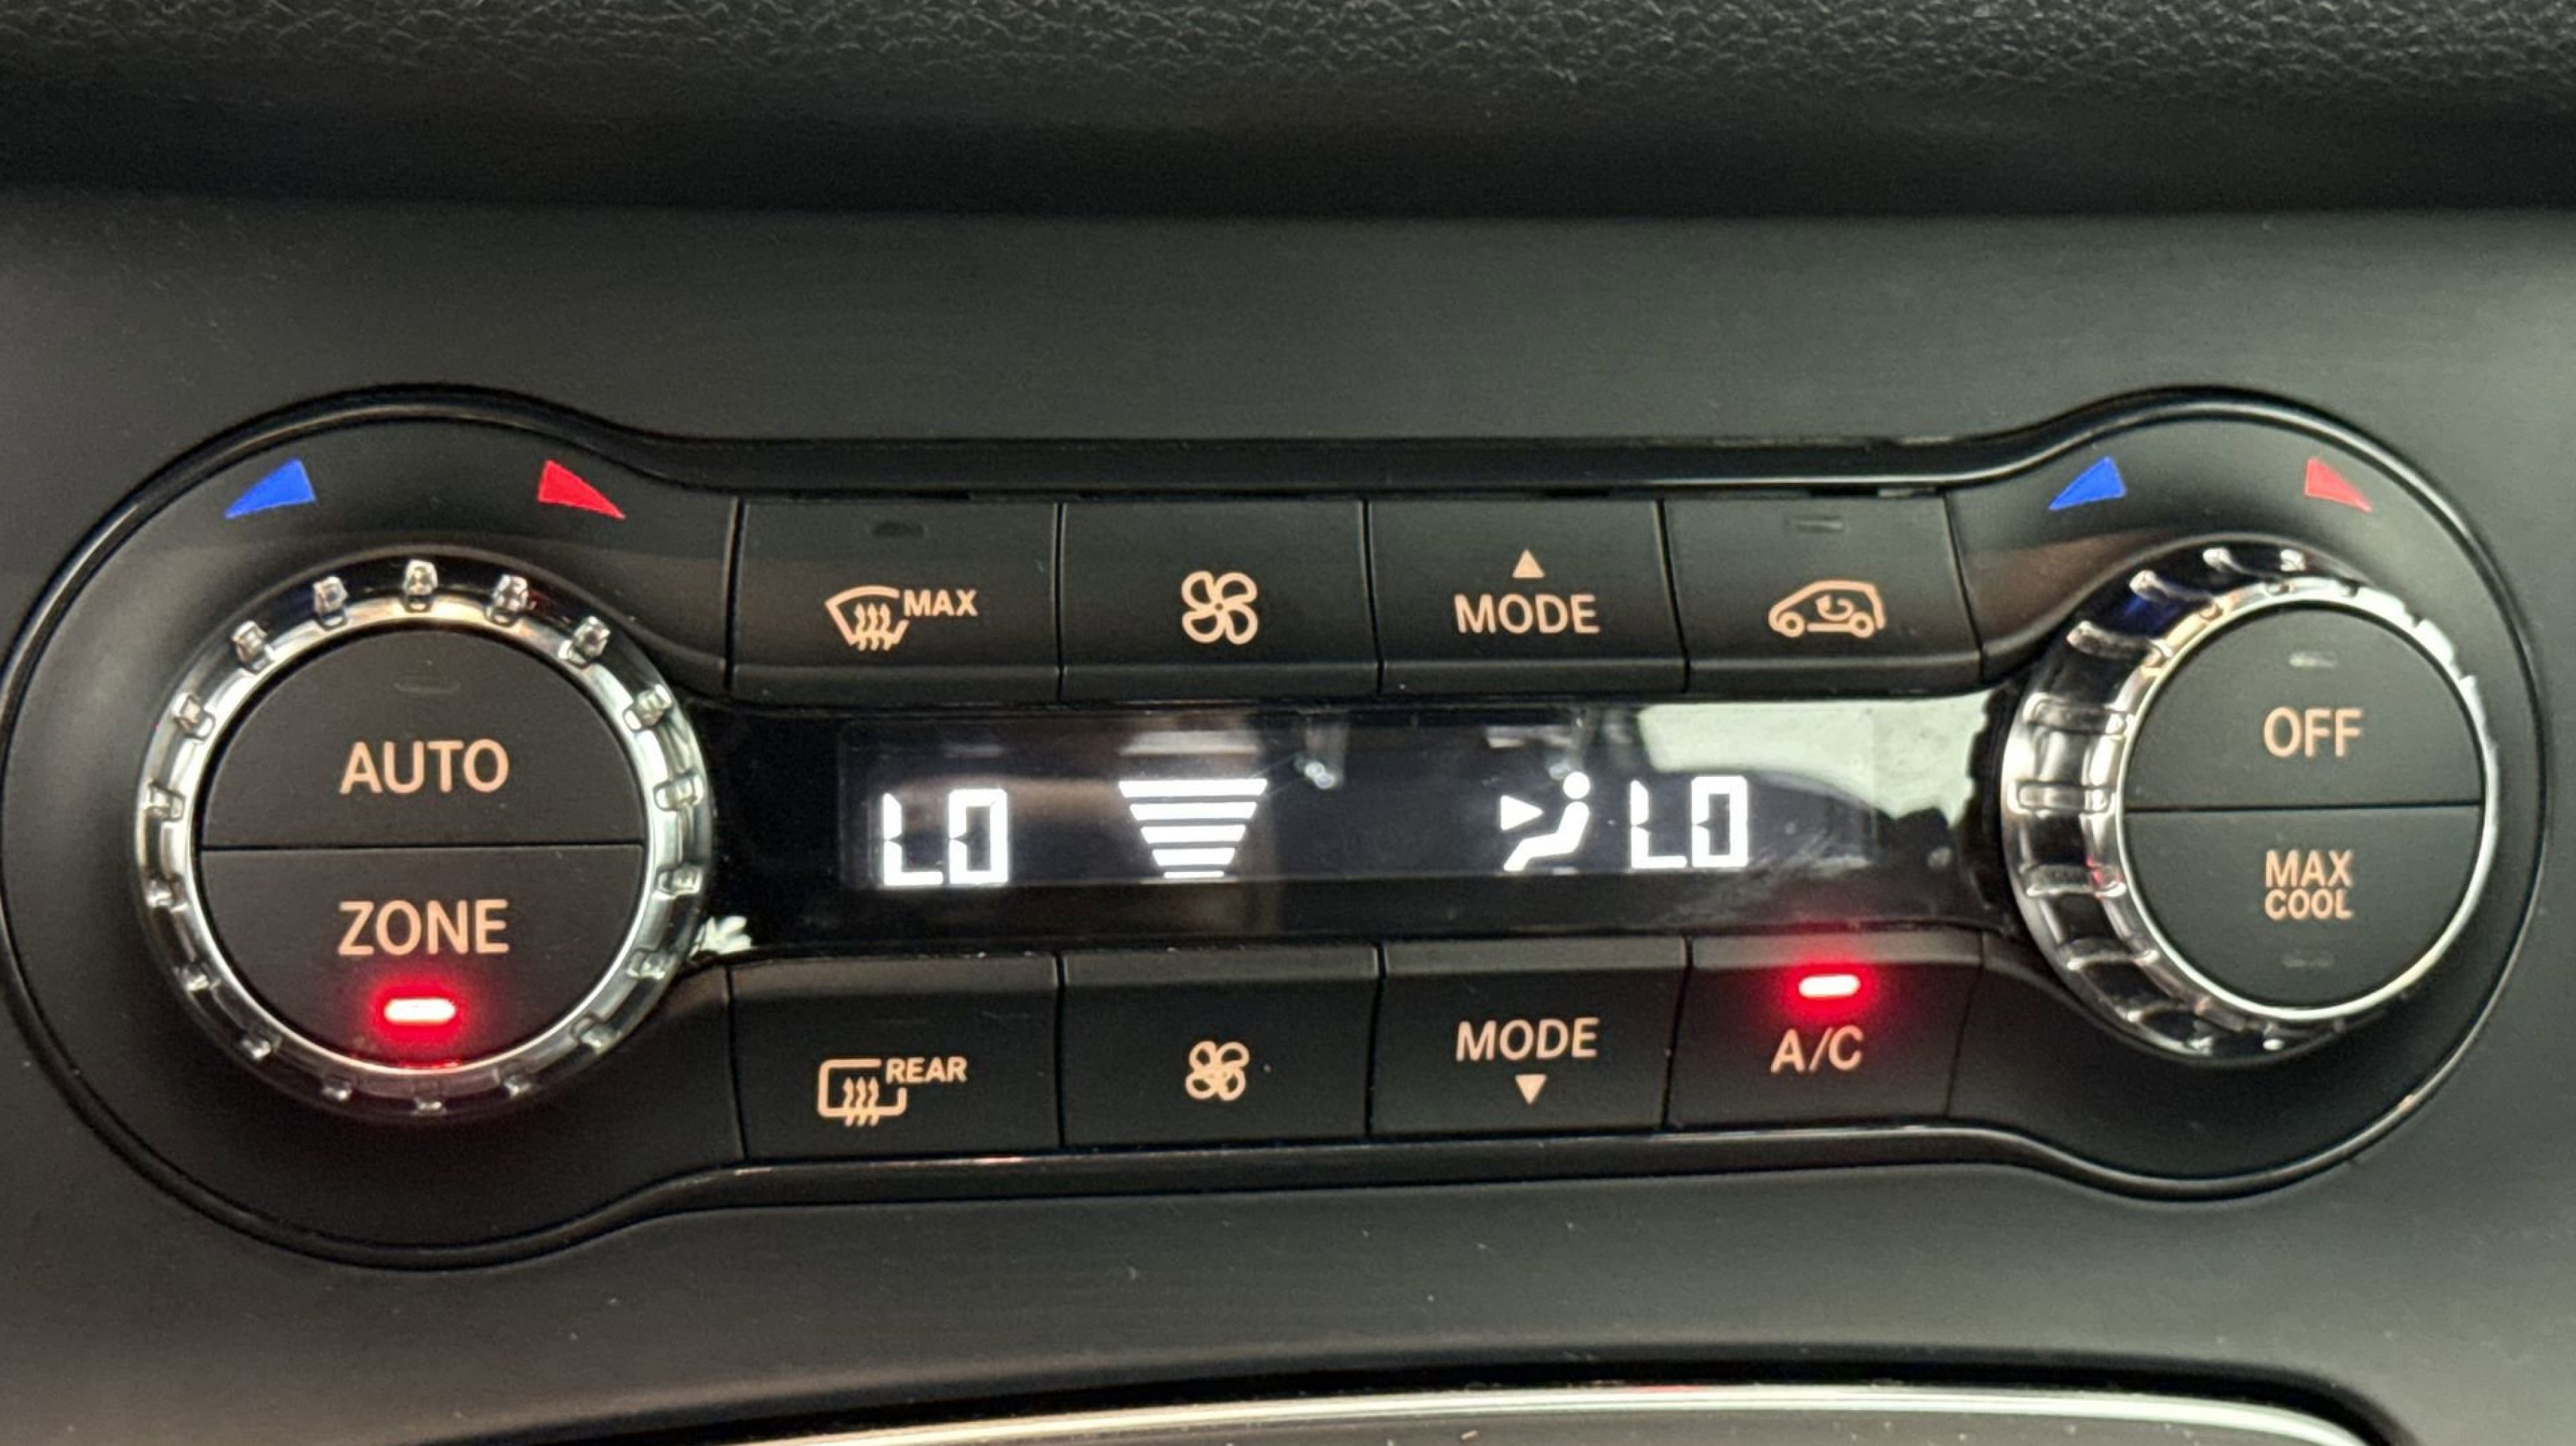 MAX
MODE
AUTO
OFF
LO
LO
ZONE
MAX
COOL
REAR
MODE
A/C